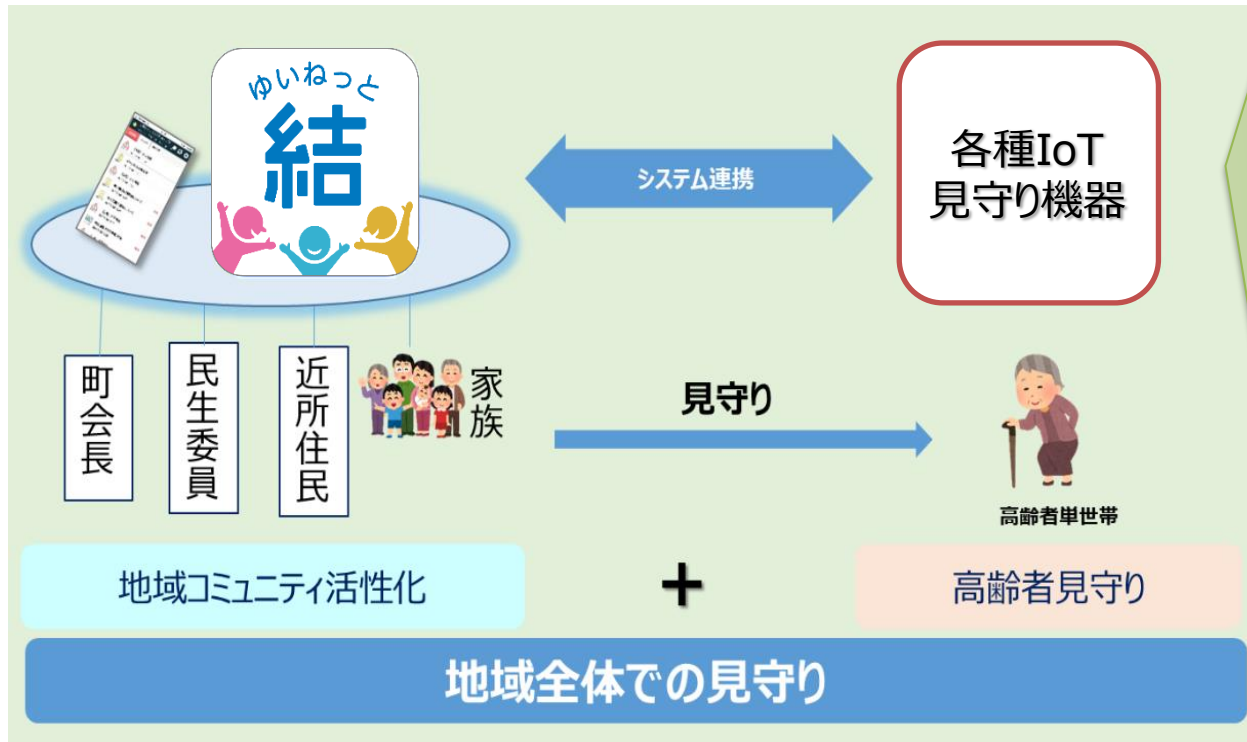 ゆいねっと
結
システム連携
各種IoT
見守り機器
町会長
民生委員
近所住民
家族
見守り
高齢者単世帯
地域コミュニティ活性化
+
高齢者見守り
地域全体での見守り